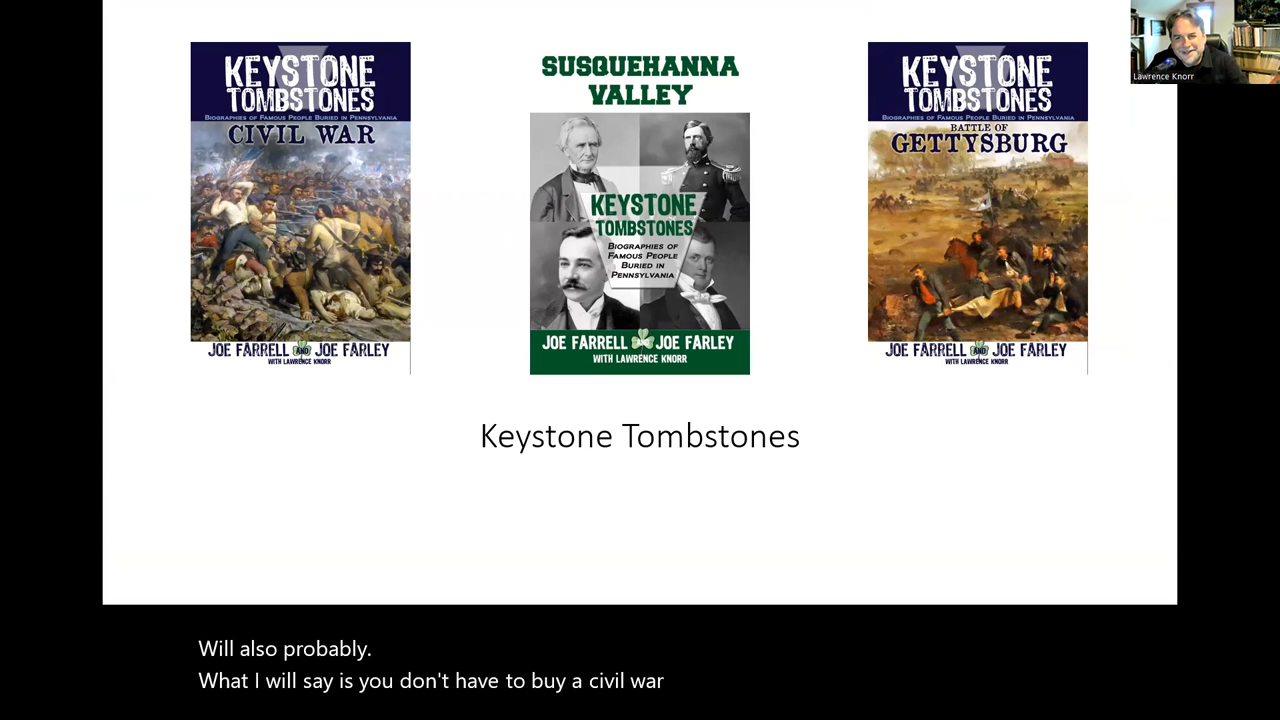 KEYSTONE
TOMBSTONES
BIOGRAPHIES OF FAMOUS PEOPLE BURIED IN PENNSYLVANIA
CIVIL WAR
JOE FARRELL AND JOE FARLEY
WITH LAWRENCE KNORR
SUSQUEHANNA
VALLEY
KEYSTONE
TOMBSTONES
BIOGRAPHIES OF
FAMOUS PEOPLE
BURIED IN
PENNSYLVANIA
JOE FARRELL AND JOE FARLEY
WITH LAWRENCE KNORR
KEYSTONE
TOMBSTONES
BIOGRAPHIES OF FAMOUS PEOPLE BURIED IN PENNSYLVANIA
BATTLE OF
GETTYSBURG
JOE FARRELL AND JOE FARLEY
WITH LAWRENCE KNORR
Lawrence Knorr
Keystone Tombstones
Will also probably.
What I will say is you don't have to buy a civil war